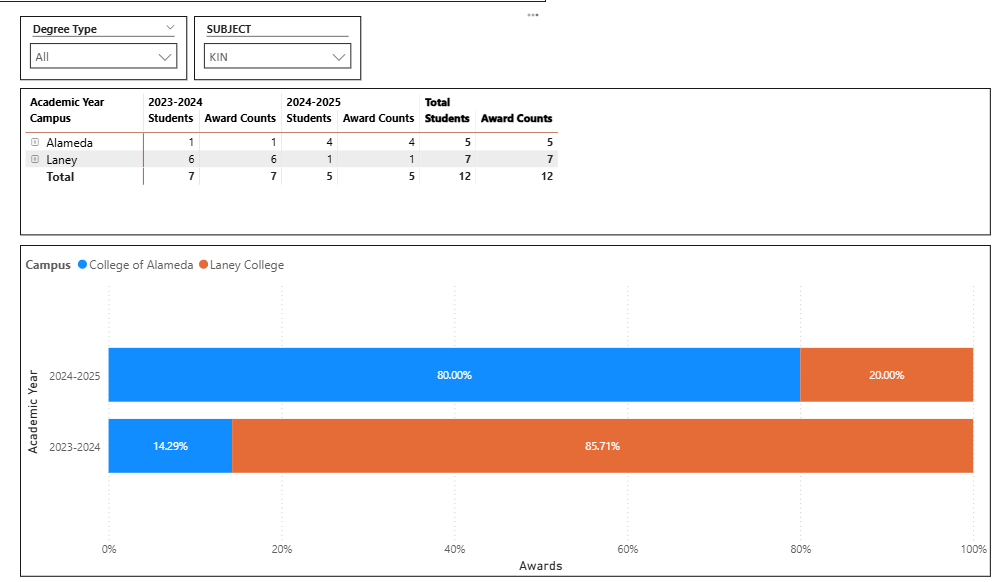 Degree Type SUBJECT
All KIN
Academic Year 2023-2024 2024-2025 Total
Campus Students Award Counts Students Award Counts Students Award Counts
Alameda 1 1 4 4 5 5
Laney 6 6 1 1 7 7
Total 7 7 5 5 12 12
Campus College of Alameda Laney College
Academic Year
2024-2025 80.00% 20.00%
2023-2024 14.29% 85.71%
0% 20% 40% 60% 80% 100%
Awards